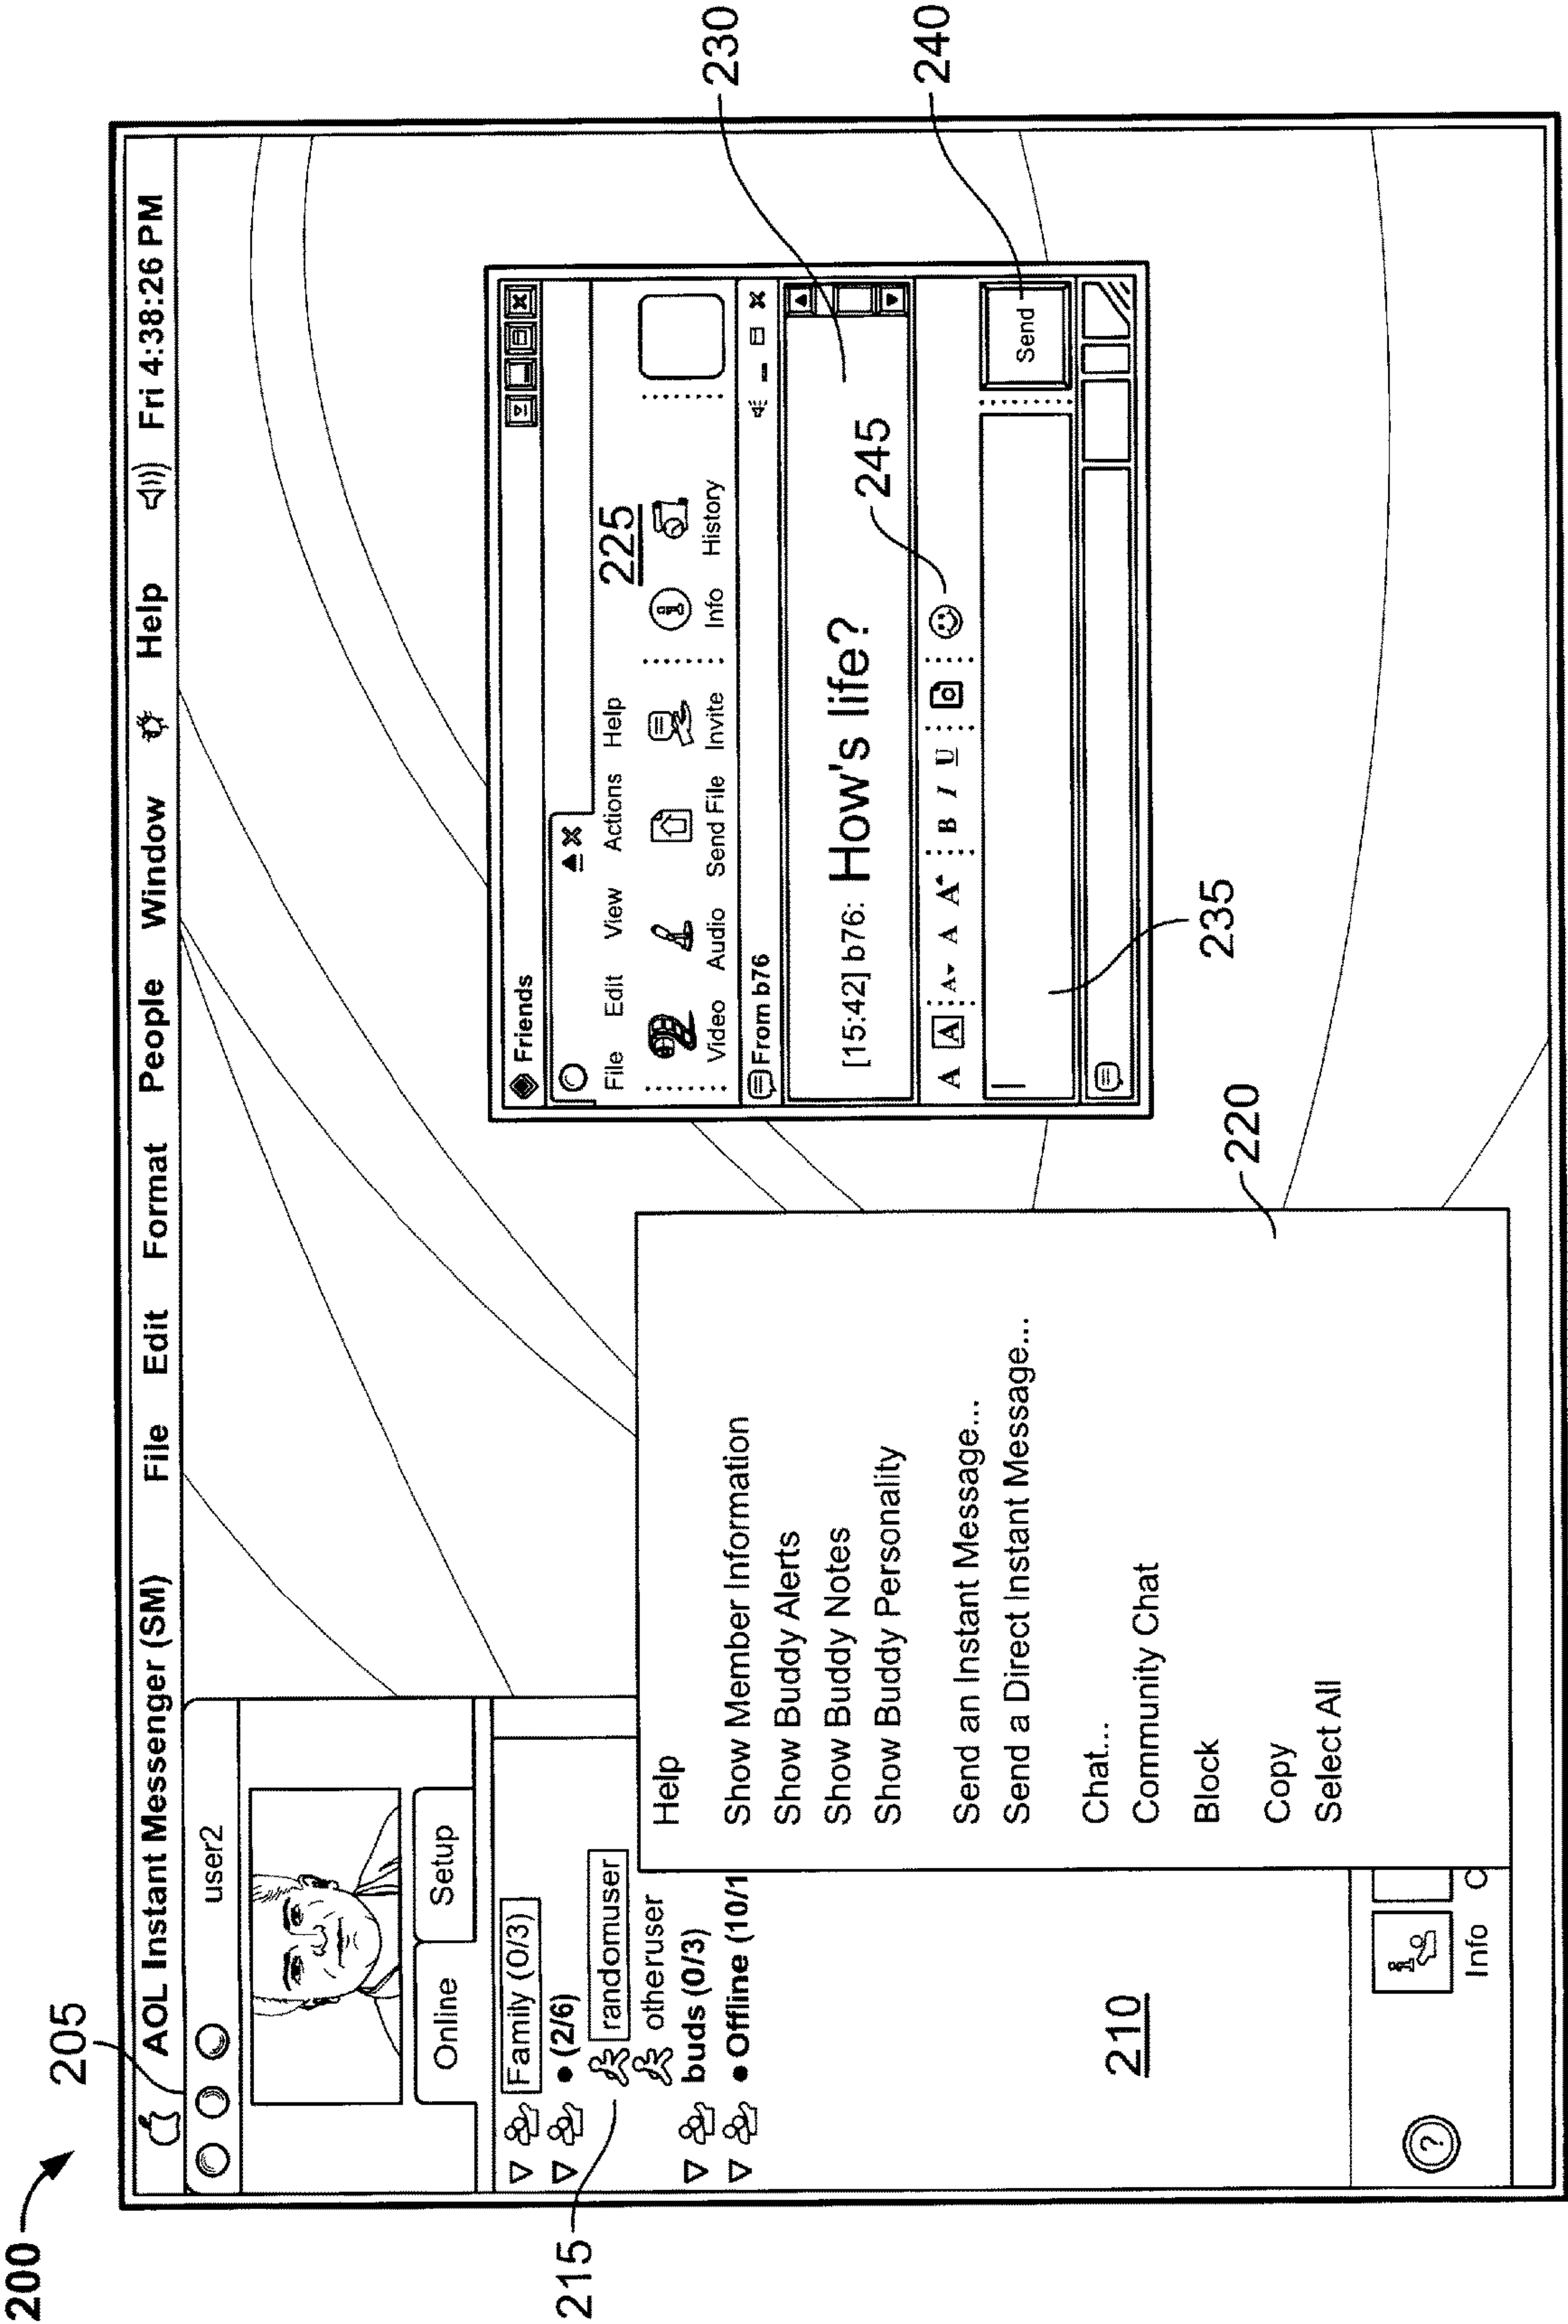 200
205
AOL Instant Messenger (SM) File Edit Format People Window Help Fri 4:38:26 PM
user2
Online Setup
Family (0/3)
(2/6)
215
randomuser
otheruser
buds (0/3)
Offline (10/1
210
?
Info C
Help
Show Member Information
Show Buddy Alerts
Show Buddy Notes
Show Buddy Personality
Send an Instant Message...
Send a Direct Instant Message...
Chat...
Community Chat
Block
Copy
Select All
220
Friends
File Edit View Actions Help
225
Video Audio Send File Invite Info History
From b76
230
[15:42] b76: How's life?
245
A A A A A B I U
Send
240
235